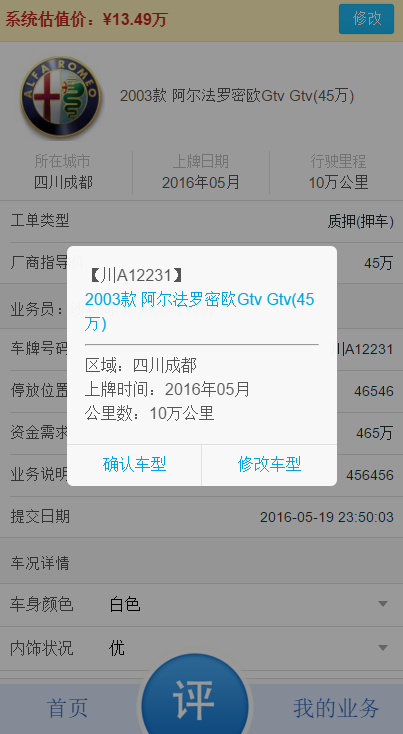 系统估值价：¥13.49万
修改
ALFA ROMEO
2003款 阿尔法罗密欧Gtv Gtv(45万)
所在城市 上牌日期 行驶里程
四川成都 2016年05月 10万公里
工单类型 质押(押车)
厂商指导 45万
业务员：
车牌号码 川A12231
停放位置 46546
资金需求 465万
业务说明 456456
提交日期 2016-05-19 23:50:03
车况详情
车身颜色 白色
内饰状况 优
首页 评 我的业务
【川A12231】
2003款 阿尔法罗密欧Gtv Gtv(45
万)
区域：四川成都
上牌时间：2016年05月
公里数：10万公里
确认车型 修改车型